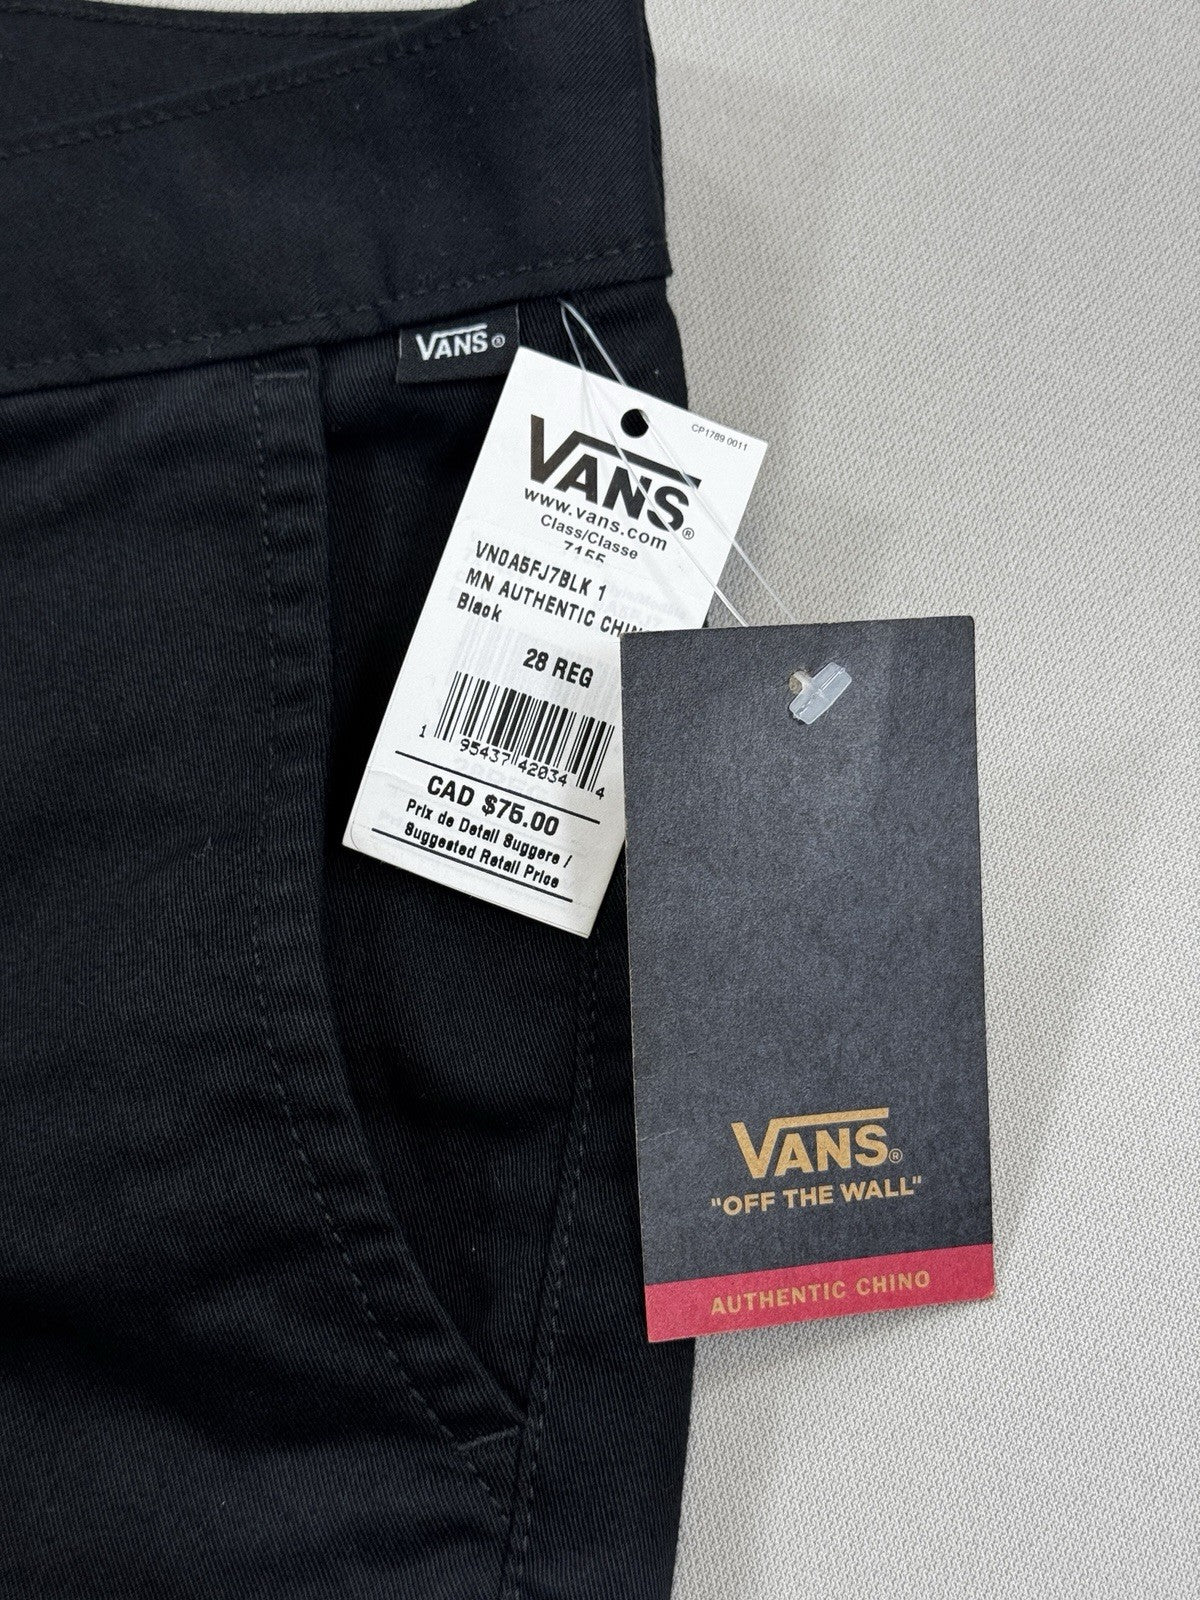 VANS®
CP1789 0011
VANS®
www.vans.com
Class/Classe
7155
VN0A5FJ7BLK 1
MN AUTHENTIC
Black
28 REG
1 95437 42034 4
CAD $75.00
Prix de Detail Suggere /
Suggested Retail Price
VANS®
"OFF THE WALL"
AUTHENTIC CHINO